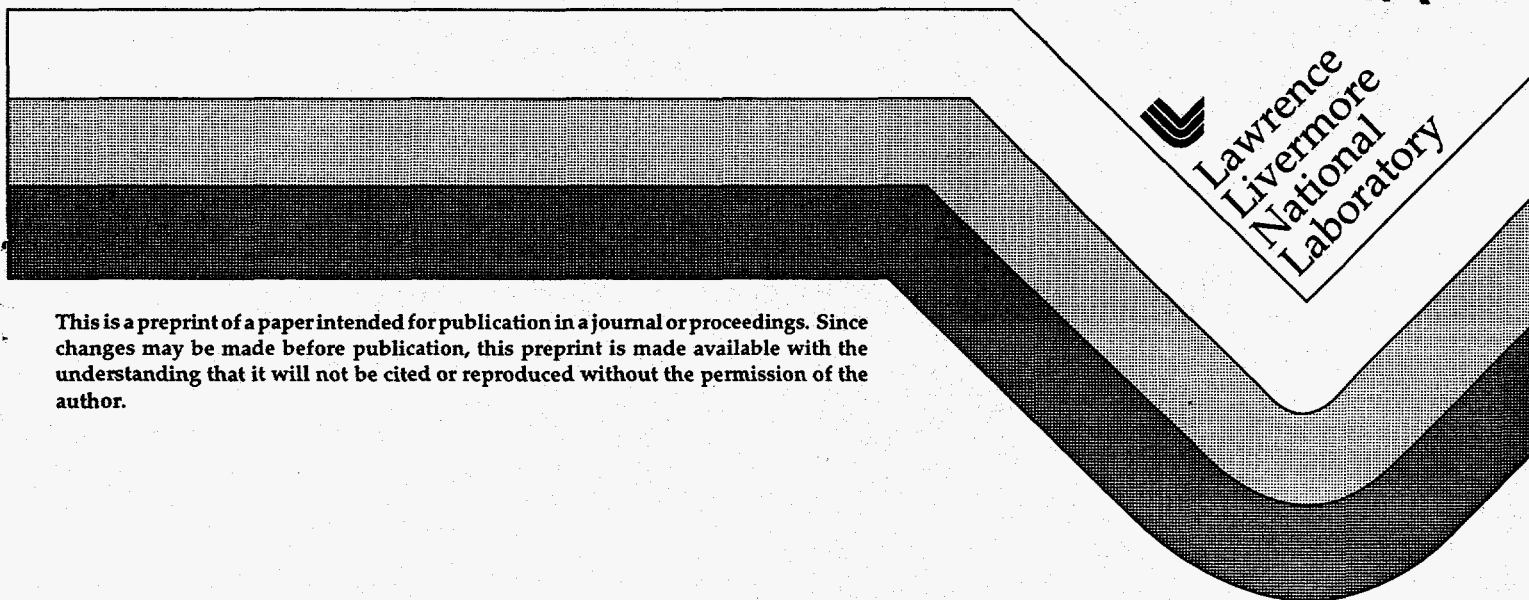 Lawrence
Livermore
National
Laboratory
This is a preprint of a paper intended for publication in a journal or proceedings. Since
changes may be made before publication, this preprint is made available with the
understanding that it will not be cited or reproduced without the permission of the
author.